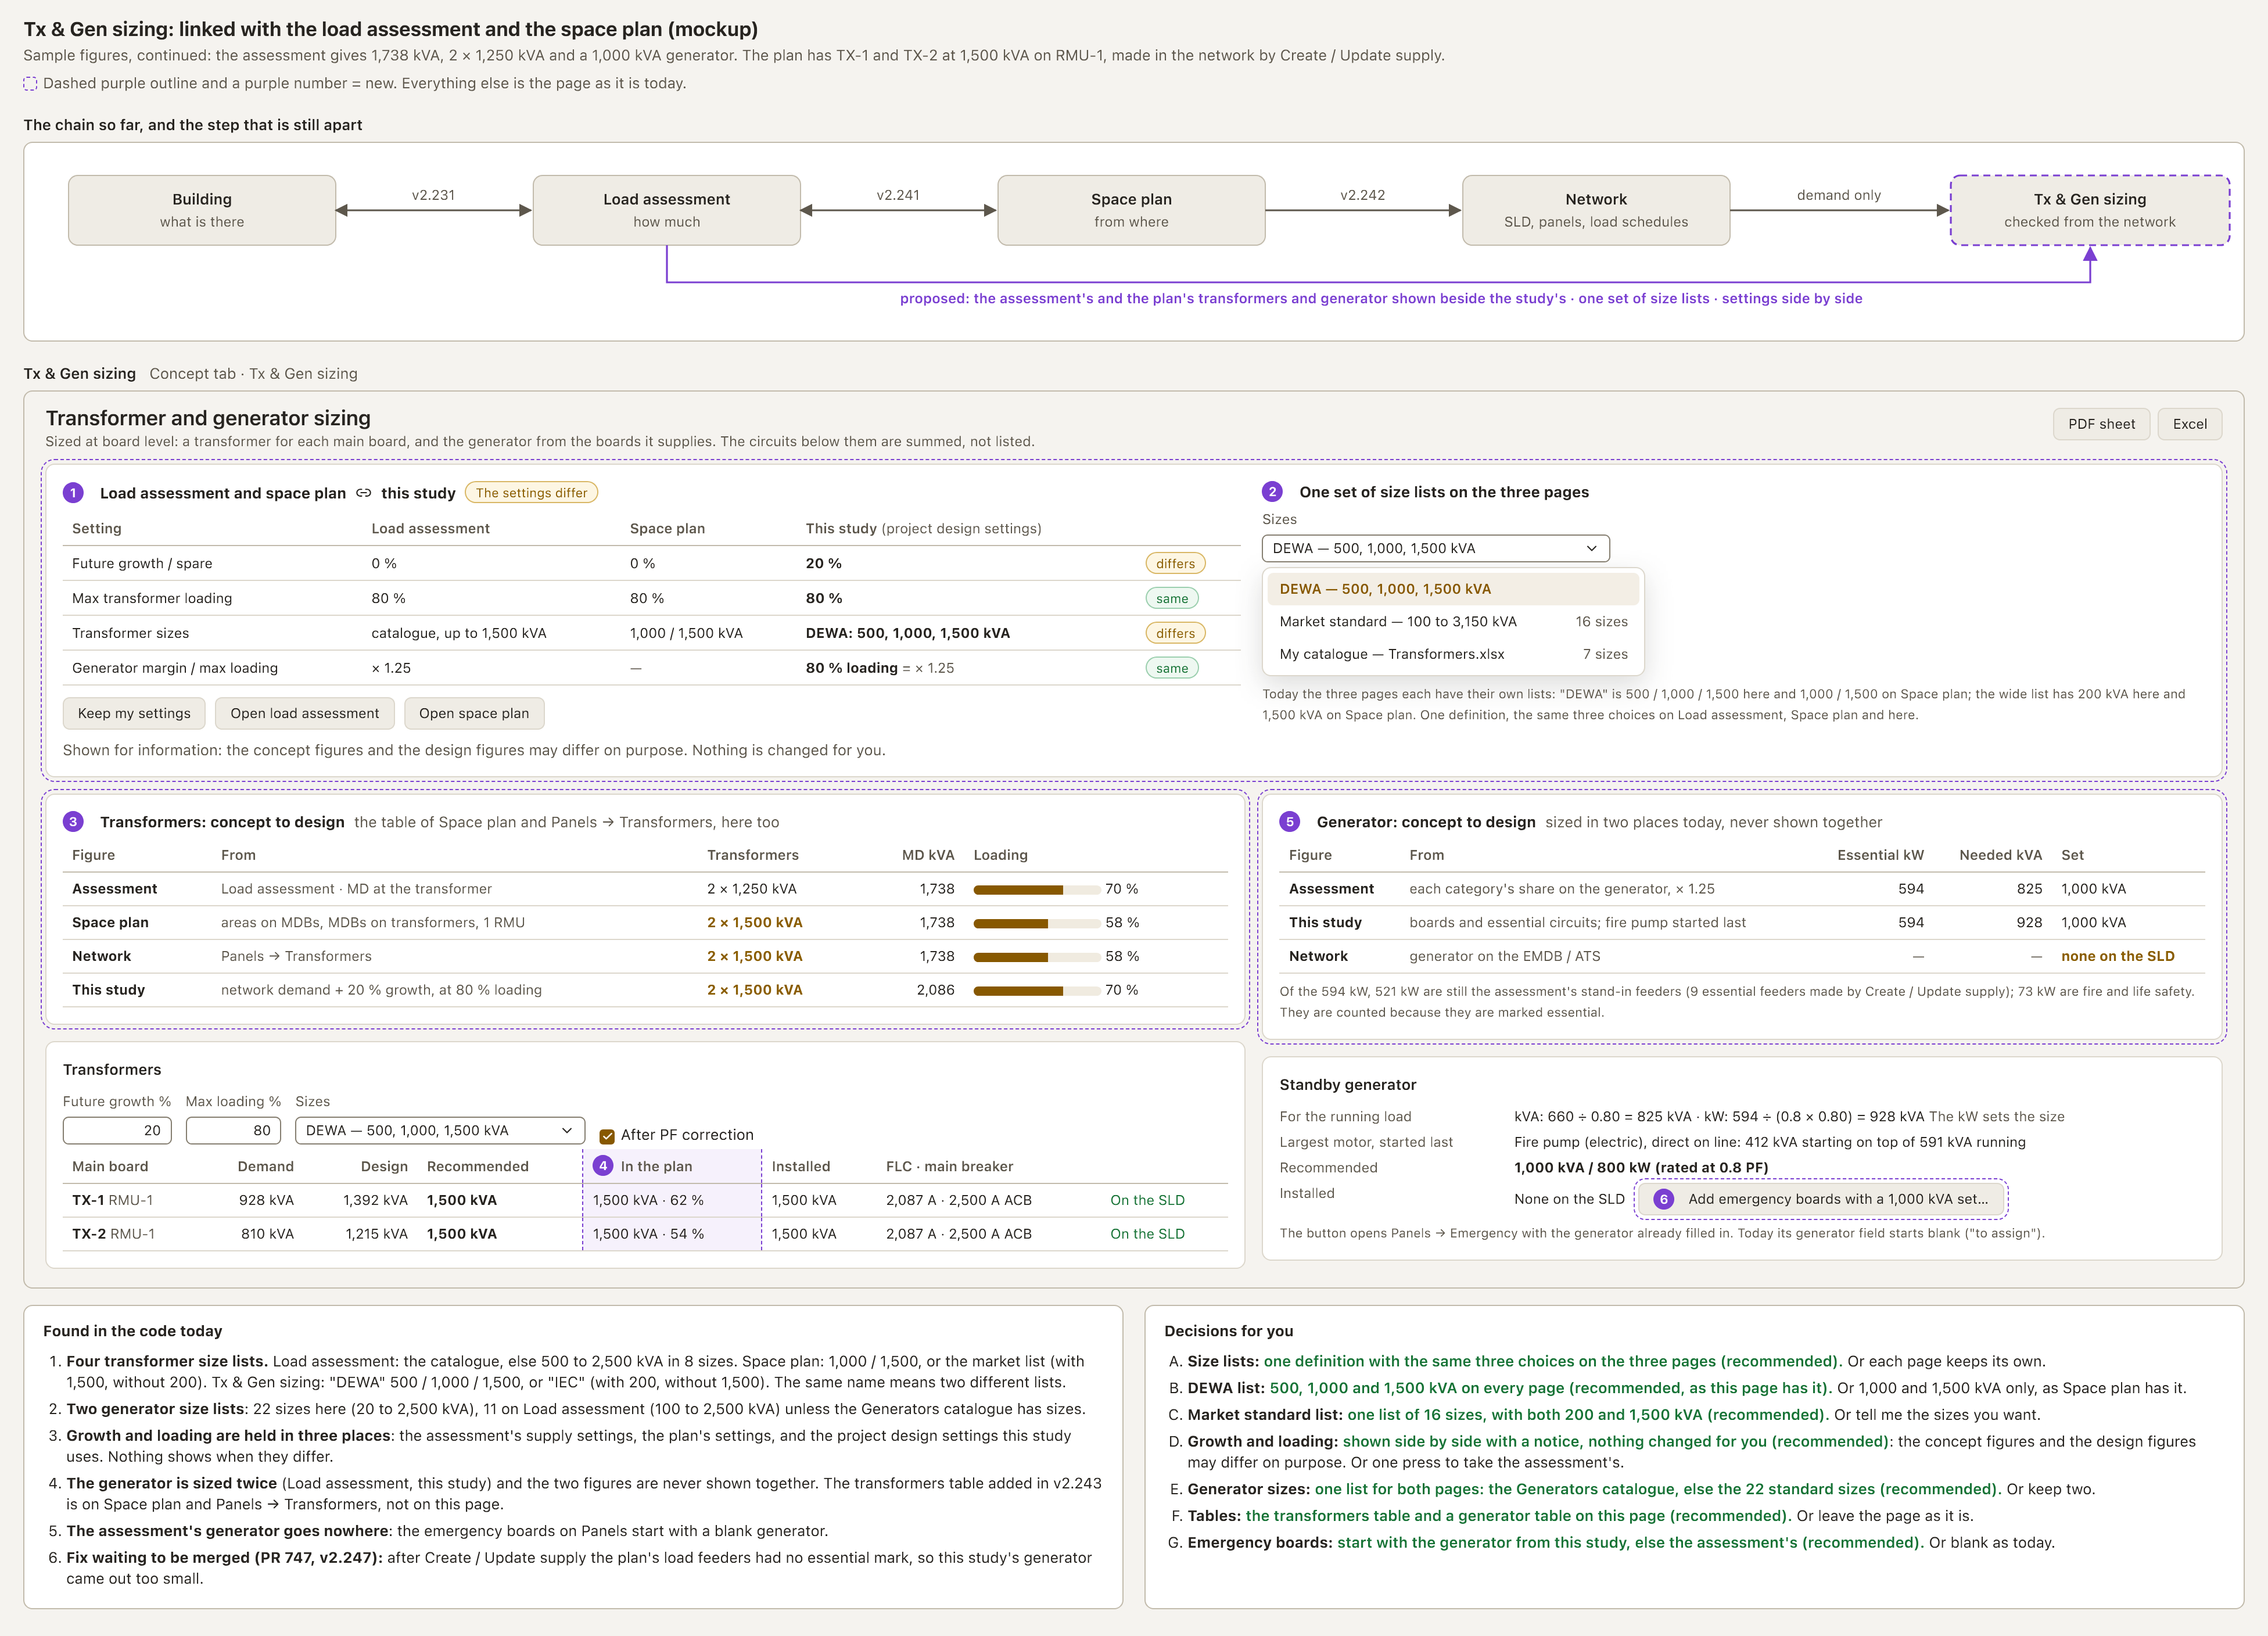 Tx & Gen sizing: linked with the load assessment and the space plan (mockup)
Sample figures, continued: the assessment gives 1,738 kVA, 2 × 1,250 kVA and a 1,000 kVA generator. The plan has TX-1 and TX-2 at 1,500 kVA on RMU-1, made in the network by Create / Update supply.
Dashed purple outline and a purple number = new. Everything else is the page as it is today.
The chain so far, and the step that is still apart
Building
what is there
v2.231
Load assessment
how much
v2.241
Space plan
from where
v2.242
Network
SLD, panels, load schedules
demand only
Tx & Gen sizing
checked from the network
proposed: the assessment's and the plan's transformers and generator shown beside the study's · one set of size lists · settings side by side
Tx & Gen sizing Concept tab · Tx & Gen sizing
Transformer and generator sizing
Sized at board level: a transformer for each main board, and the generator from the boards it supplies. The circuits below them are summed, not listed.
PDF sheet Excel
1 Load assessment and space plan this study The settings differ
Setting Load assessment Space plan This study (project design settings)
Future growth / spare 0 % 0 % 20 % differs
Max transformer loading 80 % 80 % 80 % same
Transformer sizes catalogue, up to 1,500 kVA 1,000 / 1,500 kVA DEWA: 500, 1,000, 1,500 kVA differs
Generator margin / max loading × 1.25 — 80 % loading = × 1.25 same
Keep my settings Open load assessment Open space plan
Shown for information: the concept figures and the design figures may differ on purpose. Nothing is changed for you.
2 One set of size lists on the three pages
Sizes
DEWA — 500, 1,000, 1,500 kVA
DEWA — 500, 1,000, 1,500 kVA
Market standard — 100 to 3,150 kVA 16 sizes
My catalogue — Transformers.xlsx 7 sizes
Today the three pages each have their own lists: "DEWA" is 500 / 1,000 / 1,500 here and 1,000 / 1,500 on Space plan; the wide list has 200 kVA here and
1,500 kVA on Space plan. One definition, the same three choices on Load assessment, Space plan and here.
3 Transformers: concept to design the table of Space plan and Panels → Transformers, here too
Figure From Transformers MD kVA Loading
Assessment Load assessment · MD at the transformer 2 × 1,250 kVA 1,738 70 %
Space plan areas on MDBs, MDBs on transformers, 1 RMU 2 × 1,500 kVA 1,738 58 %
Network Panels → Transformers 2 × 1,500 kVA 1,738 58 %
This study network demand + 20 % growth, at 80 % loading 2 × 1,500 kVA 2,086 70 %
5 Generator: concept to design sized in two places today, never shown together
Figure From Essential kW Needed kVA Set
Assessment each category's share on the generator, × 1.25 594 825 1,000 kVA
This study boards and essential circuits; fire pump started last 594 928 1,000 kVA
Network generator on the EMDB / ATS — — none on the SLD
Of the 594 kW, 521 kW are still the assessment's stand-in feeders (9 essential feeders made by Create / Update supply); 73 kW are fire and life safety.
They are counted because they are marked essential.
Transformers
Future growth % Max loading % Sizes
20 80 DEWA — 500, 1,000, 1,500 kVA After PF correction
Main board Demand Design Recommended 4 In the plan Installed FLC · main breaker
TX-1 RMU-1 928 kVA 1,392 kVA 1,500 kVA 1,500 kVA · 62 % 1,500 kVA 2,087 A · 2,500 A ACB On the SLD
TX-2 RMU-1 810 kVA 1,215 kVA 1,500 kVA 1,500 kVA · 54 % 1,500 kVA 2,087 A · 2,500 A ACB On the SLD
Standby generator
For the running load kVA: 660 ÷ 0.80 = 825 kVA · kW: 594 ÷ (0.8 × 0.80) = 928 kVA The kW sets the size
Largest motor, started last Fire pump (electric), direct on line: 412 kVA starting on top of 591 kVA running
Recommended 1,000 kVA / 800 kW (rated at 0.8 PF)
Installed None on the SLD 6 Add emergency boards with a 1,000 kVA set...
The button opens Panels → Emergency with the generator already filled in. Today its generator field starts blank ("to assign").
Found in the code today
1. Four transformer size lists. Load assessment: the catalogue, else 500 to 2,500 kVA in 8 sizes. Space plan: 1,000 / 1,500, or the market list (with
1,500, without 200). Tx & Gen sizing: "DEWA" 500 / 1,000 / 1,500, or "IEC" (with 200, without 1,500). The same name means two different lists.
2. Two generator size lists: 22 sizes here (20 to 2,500 kVA), 11 on Load assessment (100 to 2,500 kVA) unless the Generators catalogue has sizes.
3. Growth and loading are held in three places: the assessment's supply settings, the plan's settings, and the project design settings this study
uses. Nothing shows when they differ.
4. The generator is sized twice (Load assessment, this study) and the two figures are never shown together. The transformers table added in v2.243
is on Space plan and Panels → Transformers, not on this page.
5. The assessment's generator goes nowhere: the emergency boards on Panels start with a blank generator.
6. Fix waiting to be merged (PR 747, v2.247): after Create / Update supply the plan's load feeders had no essential mark, so this study's generator
came out too small.
Decisions for you
A. Size lists: one definition with the same three choices on the three pages (recommended). Or each page keeps its own.
B. DEWA list: 500, 1,000 and 1,500 kVA on every page (recommended, as this page has it). Or 1,000 and 1,500 kVA only, as Space plan has it.
C. Market standard list: one list of 16 sizes, with both 200 and 1,500 kVA (recommended). Or tell me the sizes you want.
D. Growth and loading: shown side by side with a notice, nothing changed for you (recommended): the concept figures and the design figures
may differ on purpose. Or one press to take the assessment's.
E. Generator sizes: one list for both pages: the Generators catalogue, else the 22 standard sizes (recommended). Or keep two.
F. Tables: the transformers table and a generator table on this page (recommended). Or leave the page as it is.
G. Emergency boards: start with the generator from this study, else the assessment's (recommended). Or blank as today.